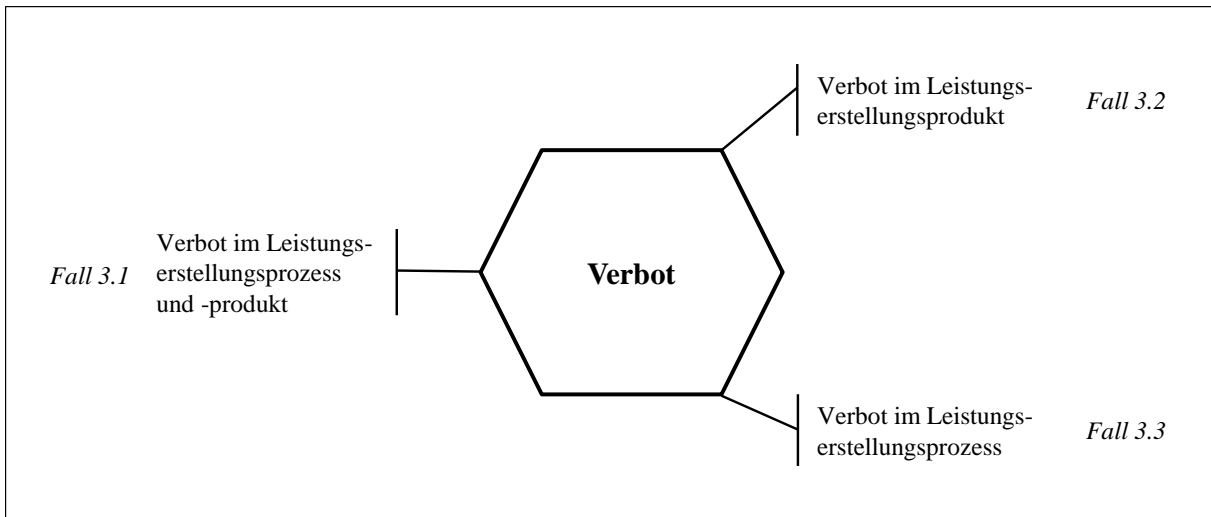 Verbot im Leistungs-
erstellungsprodukt
Fall 3.2
Fall 3.1
Verbot im Leistungs-
erstellungsprozess
und -produkt
Verbot
Verbot im Leistungs-
erstellungsprozess
Fall 3.3